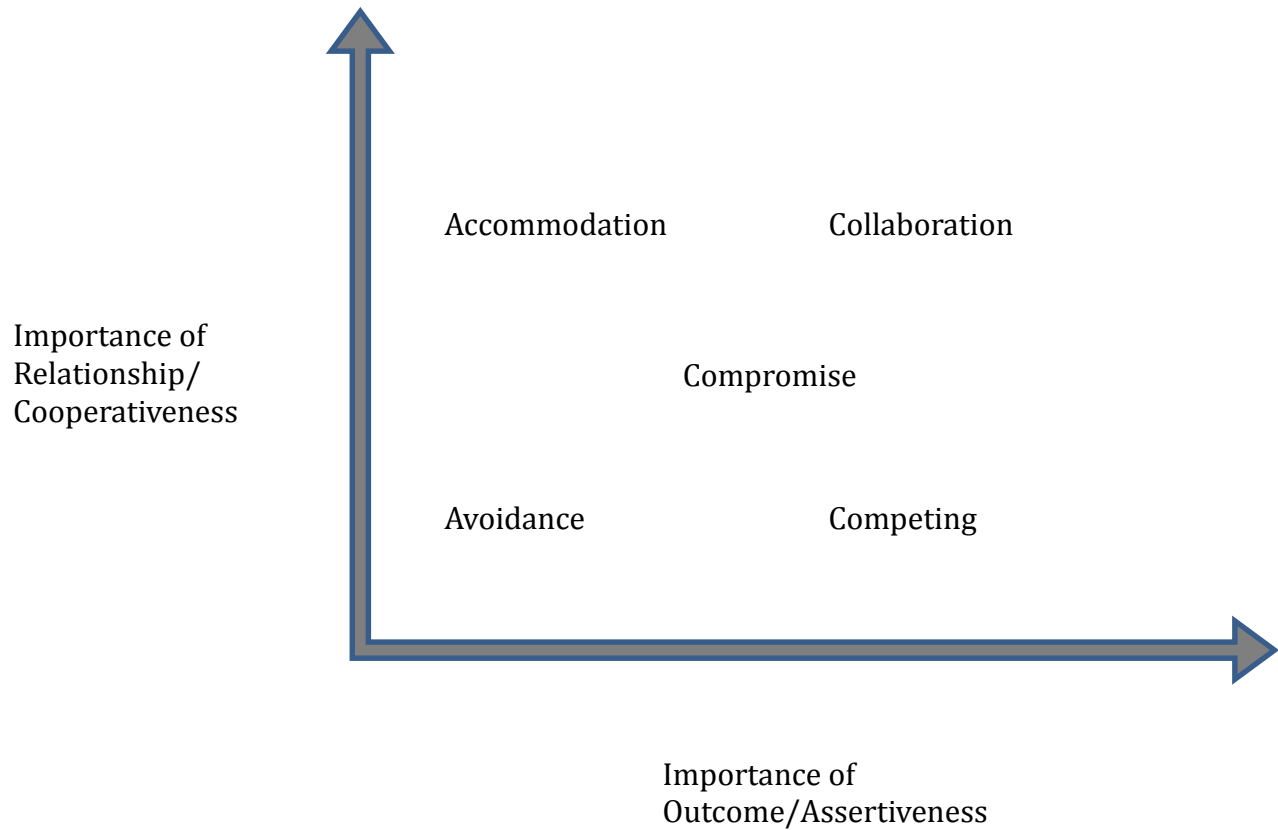 Accommodation
Collaboration
Importance of
Relationship/
Cooperativeness
Compromise
Avoidance
Competing
Importance of
Outcome/Assertiveness